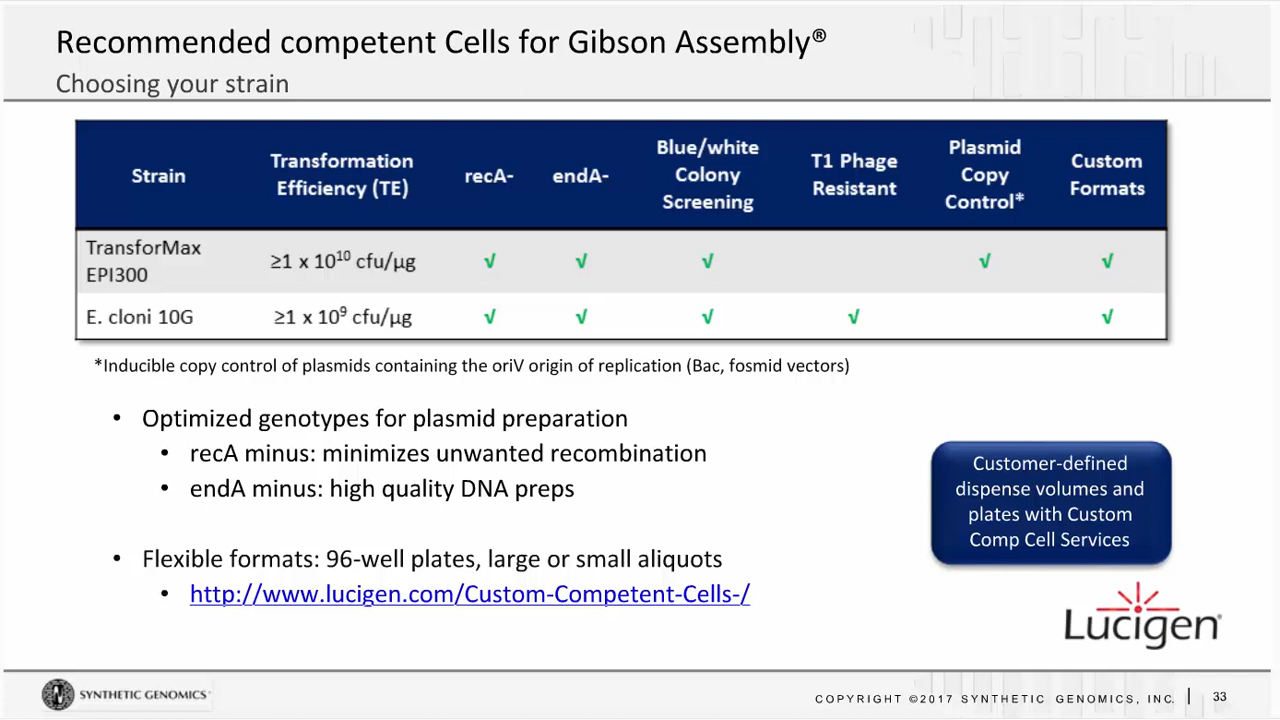 Recommended competent Cells for Gibson Assembly®
Choosing your strain
Strain Transformation Efficiency (TE) recA- endA- Blue/white Colony Screening T1 Phage Resistant Plasmid Copy Control* Custom Formats
TransforMax EPI300 ≥1 x 10¹⁰ cfu/µg √ √ √ √ √
E. cloni 10G ≥1 x 10⁹ cfu/µg √ √ √ √ √
*Inducible copy control of plasmids containing the oriV origin of replication (Bac, fosmid vectors)
• Optimized genotypes for plasmid preparation
• recA minus: minimizes unwanted recombination
• endA minus: high quality DNA preps
• Flexible formats: 96-well plates, large or small aliquots
• http://www.lucigen.com/Custom-Competent-Cells-/
Customer-defined
dispense volumes and
plates with Custom
Comp Cell Services
Lucigen®
SYNTHETIC GENOMICS®
COPYRIGHT ©2017 SYNTHETIC GENOMICS, INC. | 33